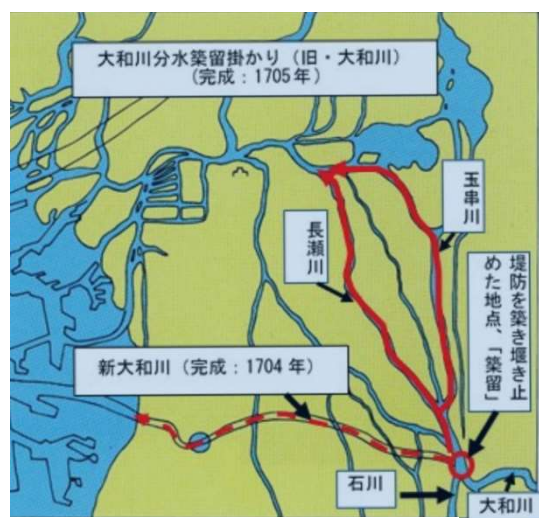 大和川分水築留掛かり（旧・大和川）
（完成：1705年）
玉串川
長瀬川
堤防を築き堰き止
めた地点、「築留」
新大和川（完成：1704年）
石川
大和川